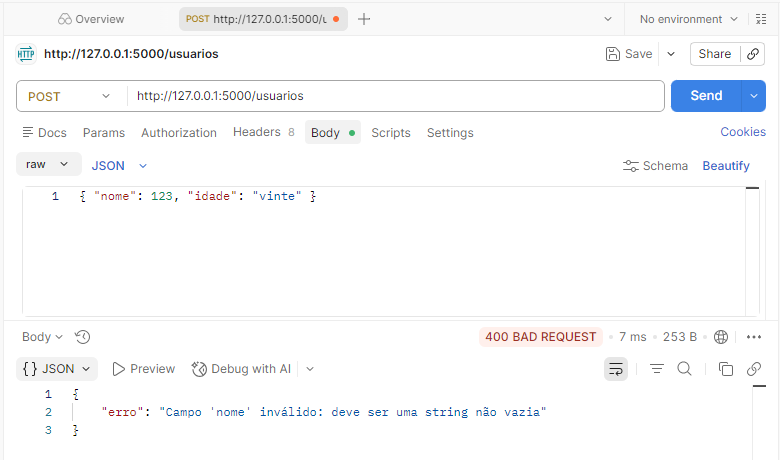 Overview POST http://127.0.0.1:5000/u No environment
HTTP http://127.0.0.1:5000/usuarios Save Share
POST http://127.0.0.1:5000/usuarios Send
Docs Params Authorization Headers 8 Body Scripts Settings Cookies
raw JSON Schema Beautify
1 { "nome": 123, "idade": "vinte" }
Body 400 BAD REQUEST • 7 ms • 253 B
{} JSON Preview Debug with AI
1 {
2 "erro": "Campo 'nome' inválido: deve ser uma string não vazia"
3 }